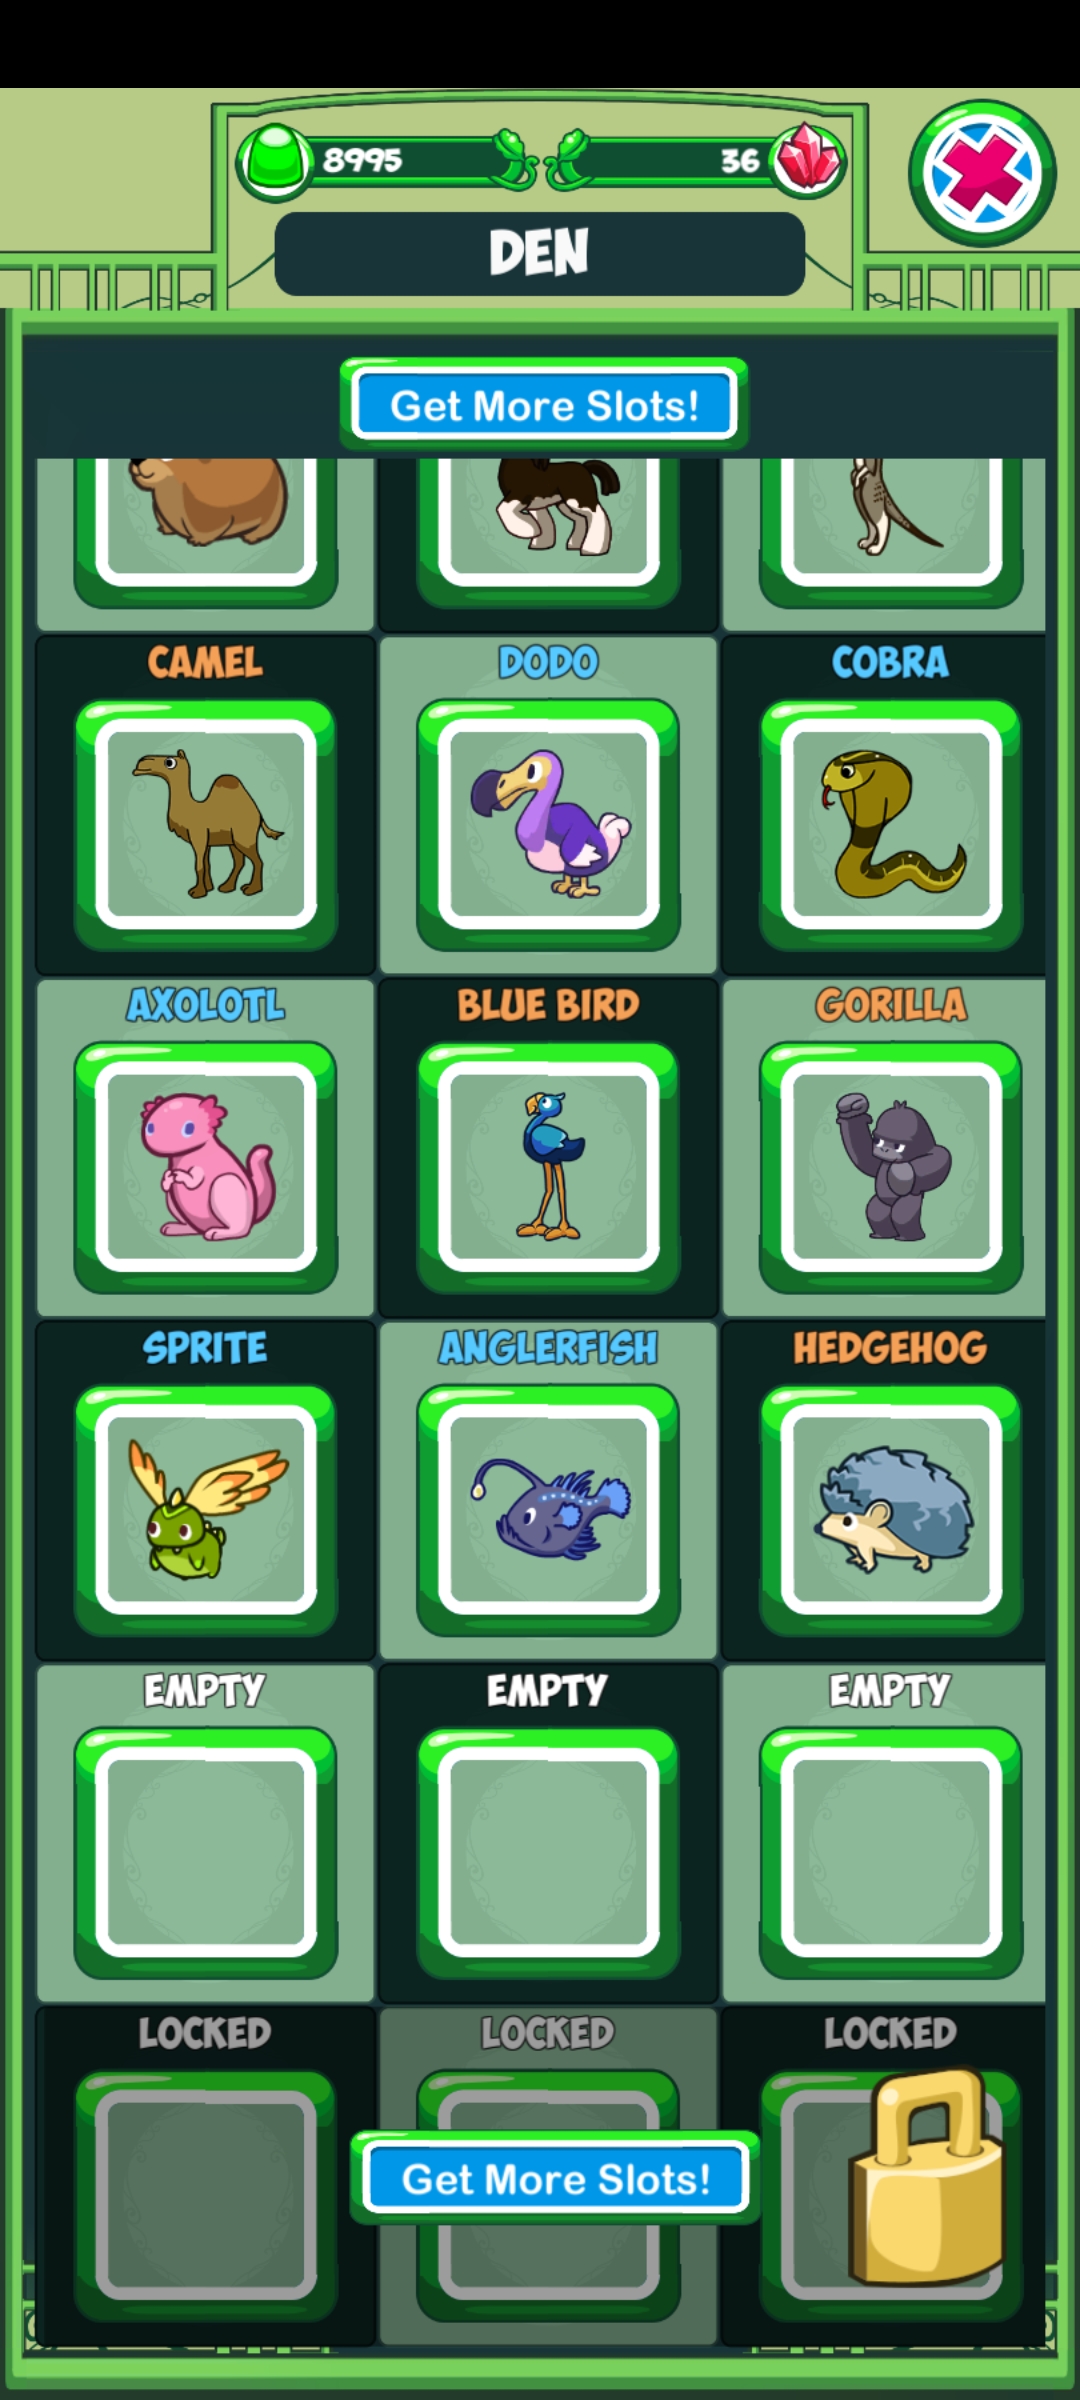 8995
36
DEN
Get More Slots!
CAMEL
DODO
COBRA
AXOLOTL
BLUE BIRD
GORILLA
SPRITE
ANGLERFISH
HEDGEHOG
EMPTY
EMPTY
EMPTY
LOCKED
LOCKED
LOCKED
Get More Slots!